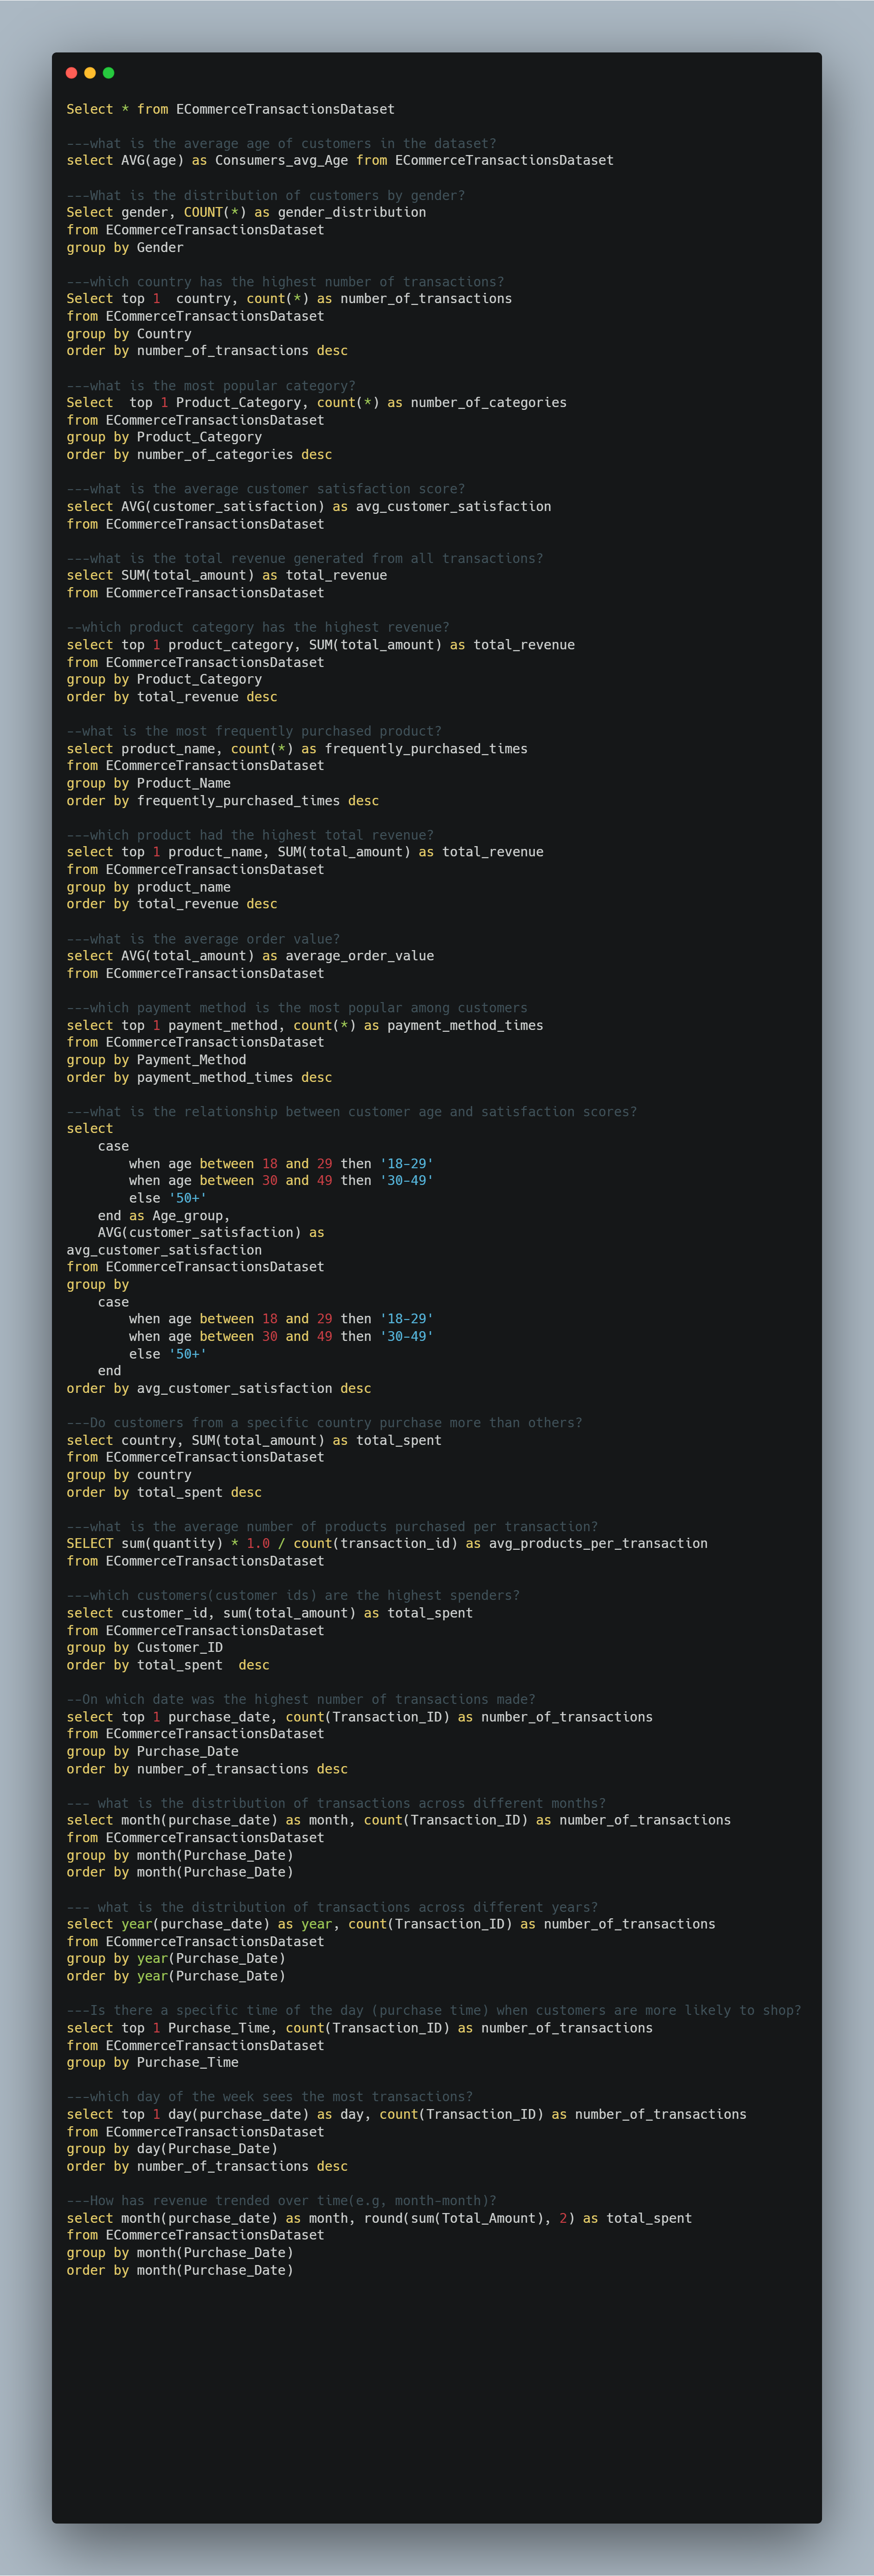 Select * from ECommerceTransactionsDataset
---what is the average age of customers in the dataset?
select AVG(age) as Consumers_avg_Age from ECommerceTransactionsDataset
---What is the distribution of customers by gender?
Select gender, COUNT(*) as gender_distribution
from ECommerceTransactionsDataset
group by Gender
---which country has the highest number of transactions?
Select top 1  country, count(*) as number_of_transactions
from ECommerceTransactionsDataset
group by Country
order by number_of_transactions desc
---what is the most popular category?
Select  top 1 Product_Category, count(*) as number_of_categories
from ECommerceTransactionsDataset
group by Product_Category
order by number_of_categories desc
---what is the average customer satisfaction score?
select AVG(customer_satisfaction) as avg_customer_satisfaction
from ECommerceTransactionsDataset
---what is the total revenue generated from all transactions?
select SUM(total_amount) as total_revenue
from ECommerceTransactionsDataset
--which product category has the highest revenue?
select top 1 product_category, SUM(total_amount) as total_revenue
from ECommerceTransactionsDataset
group by Product_Category
order by total_revenue desc
--what is the most frequently purchased product?
select product_name, count(*) as frequently_purchased_times
from ECommerceTransactionsDataset
group by Product_Name
order by frequently_purchased_times desc
---which product had the highest total revenue?
select top 1 product_name, SUM(total_amount) as total_revenue
from ECommerceTransactionsDataset
group by product_name
order by total_revenue desc
---what is the average order value?
select AVG(total_amount) as average_order_value
from ECommerceTransactionsDataset
---which payment method is the most popular among customers
select top 1 payment_method, count(*) as payment_method_times
from ECommerceTransactionsDataset
group by Payment_Method
order by payment_method_times desc
---what is the relationship between customer age and satisfaction scores?
select
    case
        when age between 18 and 29 then '18-29'
        when age between 30 and 49 then '30-49'
        else '50+'
    end as Age_group,
    AVG(customer_satisfaction) as
avg_customer_satisfaction
from ECommerceTransactionsDataset
group by
    case
        when age between 18 and 29 then '18-29'
        when age between 30 and 49 then '30-49'
        else '50+'
    end
order by avg_customer_satisfaction desc
---Do customers from a specific country purchase more than others?
select country, SUM(total_amount) as total_spent
from ECommerceTransactionsDataset
group by country
order by total_spent desc
---what is the average number of products purchased per transaction?
SELECT sum(quantity) * 1.0 / count(transaction_id) as avg_products_per_transaction
from ECommerceTransactionsDataset
---which customers(customer ids) are the highest spenders?
select customer_id, sum(total_amount) as total_spent
from ECommerceTransactionsDataset
group by Customer_ID
order by total_spent  desc
--On which date was the highest number of transactions made?
select top 1 purchase_date, count(Transaction_ID) as number_of_transactions
from ECommerceTransactionsDataset
group by Purchase_Date
order by number_of_transactions desc
--- what is the distribution of transactions across different months?
select month(purchase_date) as month, count(Transaction_ID) as number_of_transactions
from ECommerceTransactionsDataset
group by month(Purchase_Date)
order by month(Purchase_Date)
--- what is the distribution of transactions across different years?
select year(purchase_date) as year, count(Transaction_ID) as number_of_transactions
from ECommerceTransactionsDataset
group by year(Purchase_Date)
order by year(Purchase_Date)
---Is there a specific time of the day (purchase time) when customers are more likely to shop?
select top 1 Purchase_Time, count(Transaction_ID) as number_of_transactions
from ECommerceTransactionsDataset
group by Purchase_Time
---which day of the week sees the most transactions?
select top 1 day(purchase_date) as day, count(Transaction_ID) as number_of_transactions
from ECommerceTransactionsDataset
group by day(Purchase_Date)
order by number_of_transactions desc
---How has revenue trended over time(e.g, month-month)?
select month(purchase_date) as month, round(sum(Total_Amount), 2) as total_spent
from ECommerceTransactionsDataset
group by month(Purchase_Date)
order by month(Purchase_Date)